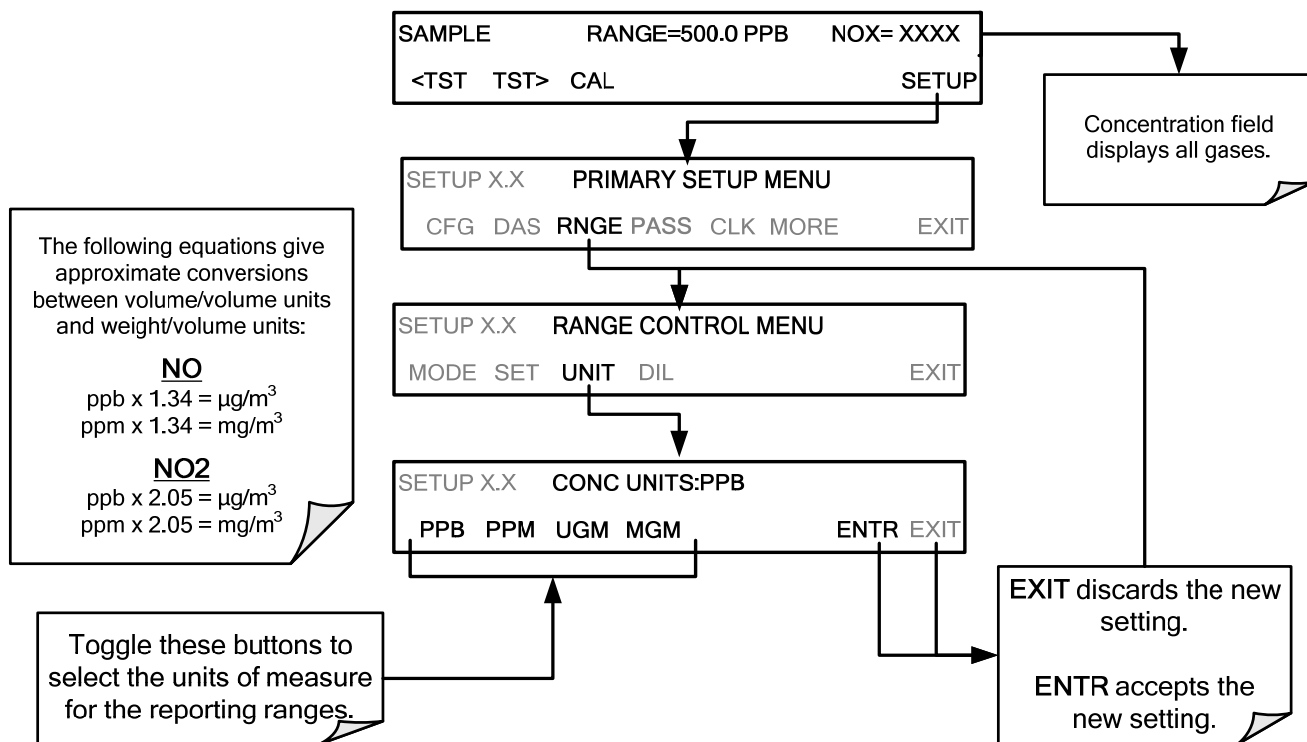 SAMPLE RANGE=500.0 PPB NOX= XXXX
<TST TST> CAL SETUP
Concentration field
displays all gases.
SETUP X.X PRIMARY SETUP MENU
CFG DAS RNGE PASS CLK MORE EXIT
The following equations give
approximate conversions
between volume/volume units
and weight/volume units:
NO
ppb x 1.34 = µg/m³
ppm x 1.34 = mg/m³
NO2
ppb x 2.05 = µg/m³
ppm x 2.05 = mg/m³
SETUP X.X RANGE CONTROL MENU
MODE SET UNIT DIL EXIT
SETUP X.X CONC UNITS:PPB
PPB PPM UGM MGM ENTR EXIT
Toggle these buttons to
select the units of measure
for the reporting ranges.
EXIT discards the new
setting.
ENTR accepts the
new setting.